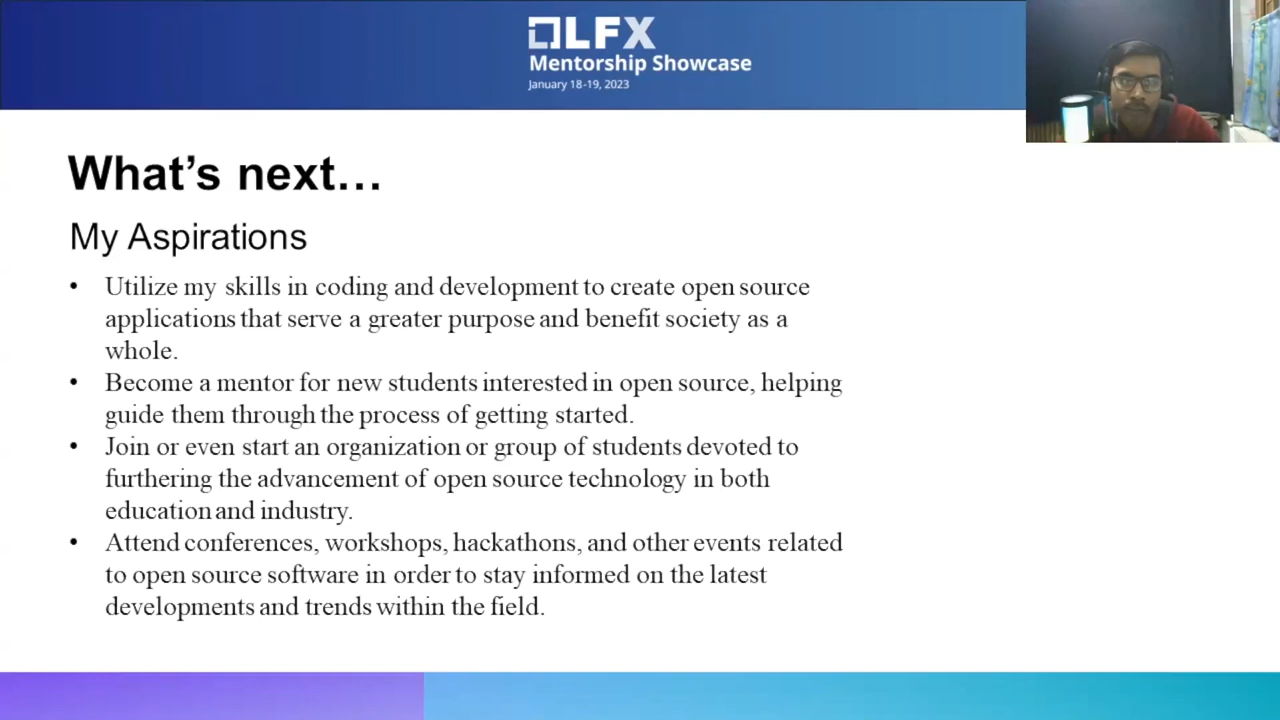 LFX
Mentorship Showcase
January 18-19, 2023
What's next…
My Aspirations
• Utilize my skills in coding and development to create open source
applications that serve a greater purpose and benefit society as a
whole.
• Become a mentor for new students interested in open source, helping
guide them through the process of getting started.
• Join or even start an organization or group of students devoted to
furthering the advancement of open source technology in both
education and industry.
• Attend conferences, workshops, hackathons, and other events related
to open source software in order to stay informed on the latest
developments and trends within the field.